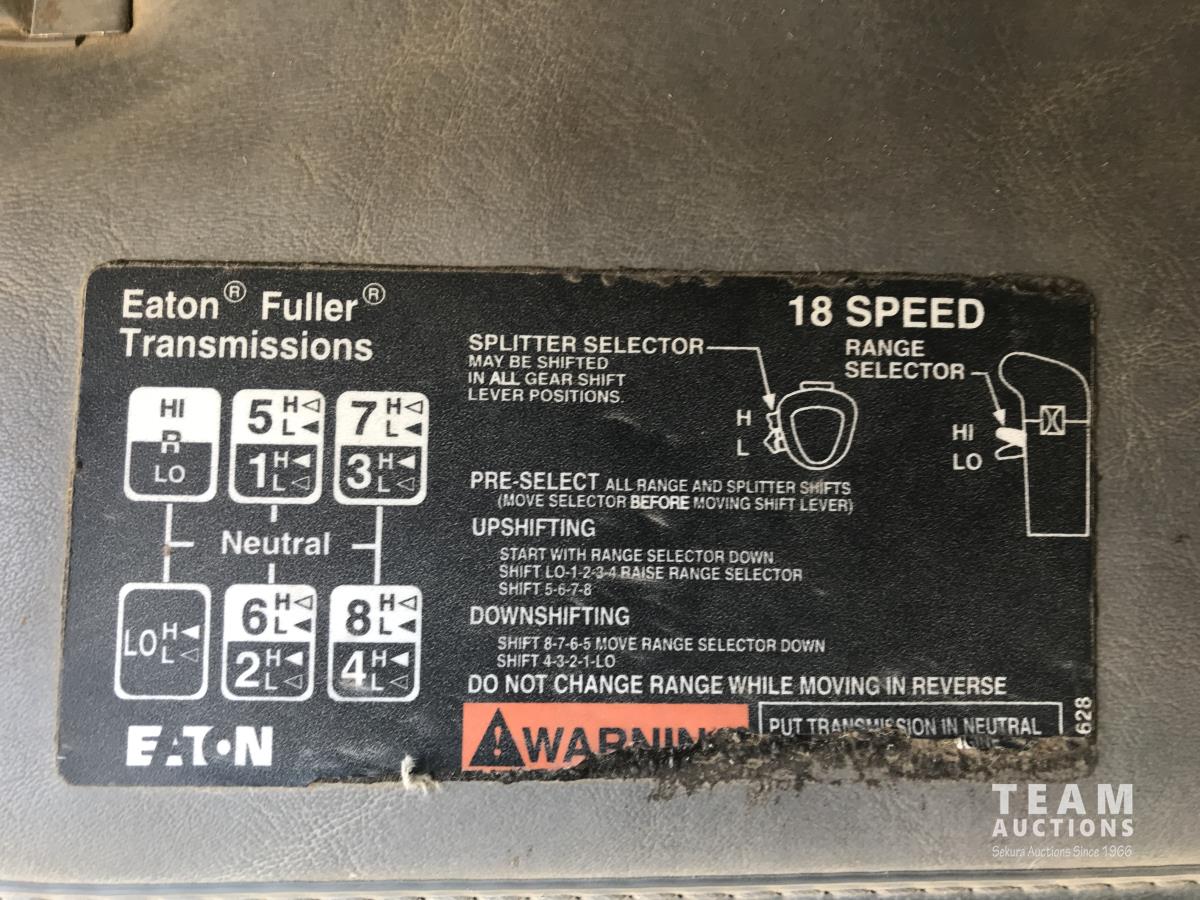 Eaton® Fuller®
Transmissions
18 SPEED
SPLITTER SELECTOR
MAY BE SHIFTED
IN ALL GEAR SHIFT
LEVER POSITIONS.
RANGE
SELECTOR
H
L
HI
LO
HI
R
LO
5 H L
1 H L
7 H L
3 H L
Neutral
LO H L
6 H L
2 H L
8 H L
4 H L
PRE-SELECT ALL RANGE AND SPLITTER SHIFTS
(MOVE SELECTOR BEFORE MOVING SHIFT LEVER)
UPSHIFTING
START WITH RANGE SELECTOR DOWN
SHIFT LO-1-2-3-4 RAISE RANGE SELECTOR
SHIFT 5-6-7-8
DOWNSHIFTING
SHIFT 8-7-6-5 MOVE RANGE SELECTOR DOWN
SHIFT 4-3-2-1-LO
DO NOT CHANGE RANGE WHILE MOVING IN REVERSE
EATON
WARNING
PUT TRANSMISSION IN NEUTRAL
628
TEAM
AUCTIONS
Sekura Auctions Since 1966